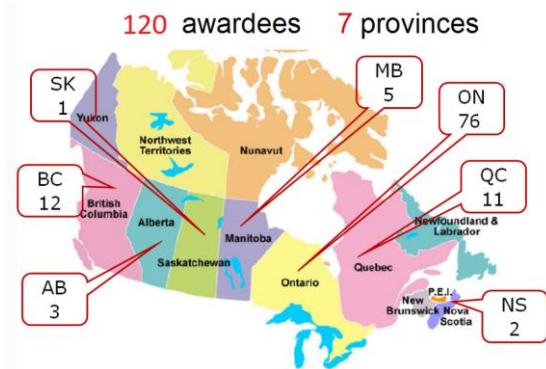 120 awardees 7 provinces
SK
1
MB
5
ON
76
Yukon
Northwest
Territories
Nunavut
BC
12
QC
11
British
Columbia
Alberta
Newfoundland &
Labrador
Manitoba
Saskatchewan
Ontario
Quebec
P.E.I.
AB
3
New
Brunswick
Nova
Scotia
NS
2